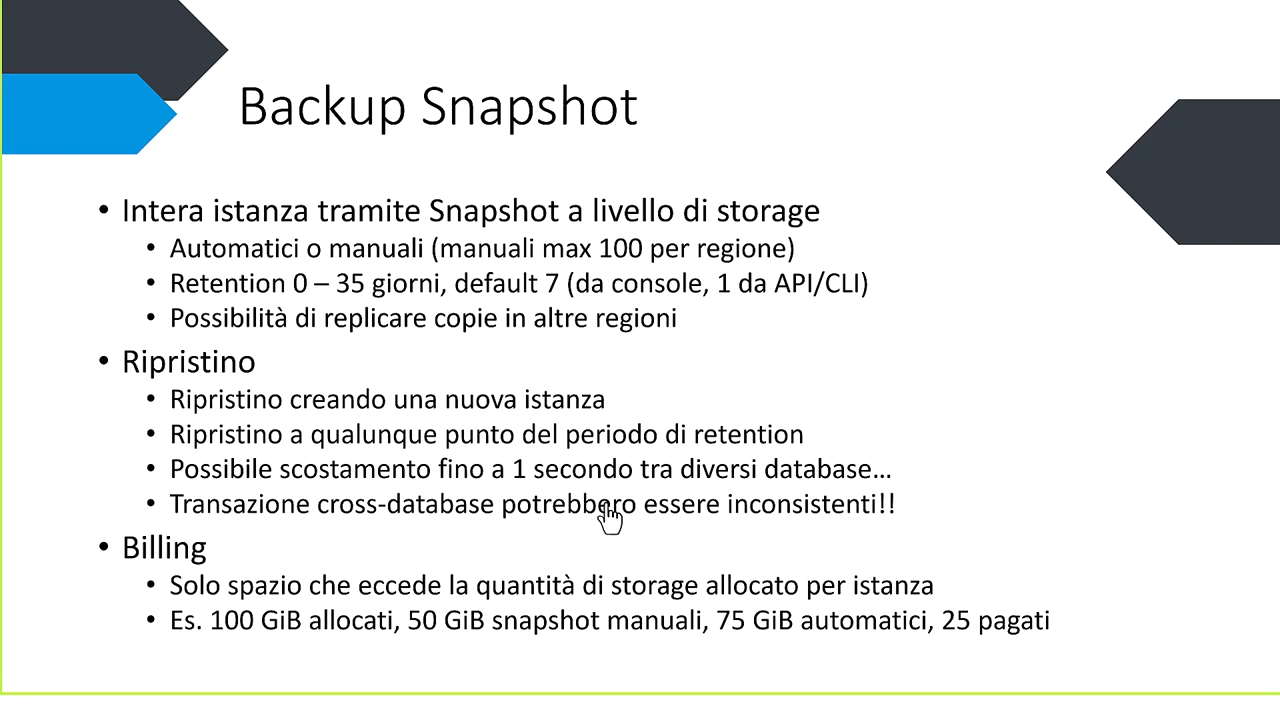 Backup Snapshot
• Intera istanza tramite Snapshot a livello di storage
• Automatici o manuali (manuali max 100 per regione)
• Retention 0 – 35 giorni, default 7 (da console, 1 da API/CLI)
• Possibilità di replicare copie in altre regioni
• Ripristino
• Ripristino creando una nuova istanza
• Ripristino a qualunque punto del periodo di retention
• Possibile scostamento fino a 1 secondo tra diversi database…
• Transazione cross-database potrebbero essere inconsistenti!!
• Billing
• Solo spazio che eccede la quantità di storage allocato per istanza
• Es. 100 GiB allocati, 50 GiB snapshot manuali, 75 GiB automatici, 25 pagati